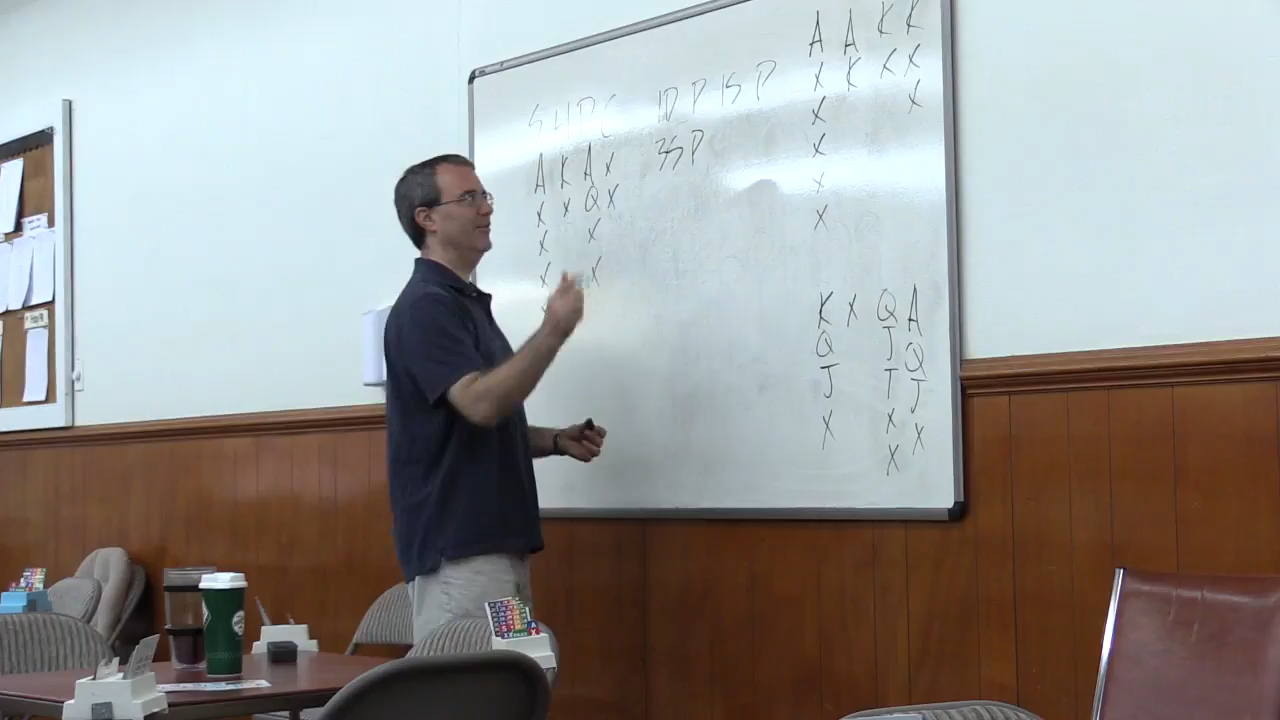 S H D C 1D P 1S P
3S P
A K A X
X X Q X
X X
X X
A A K K
X K X X
X X
X
X
X
K X Q A
Q J Q
J T J
X X X
X